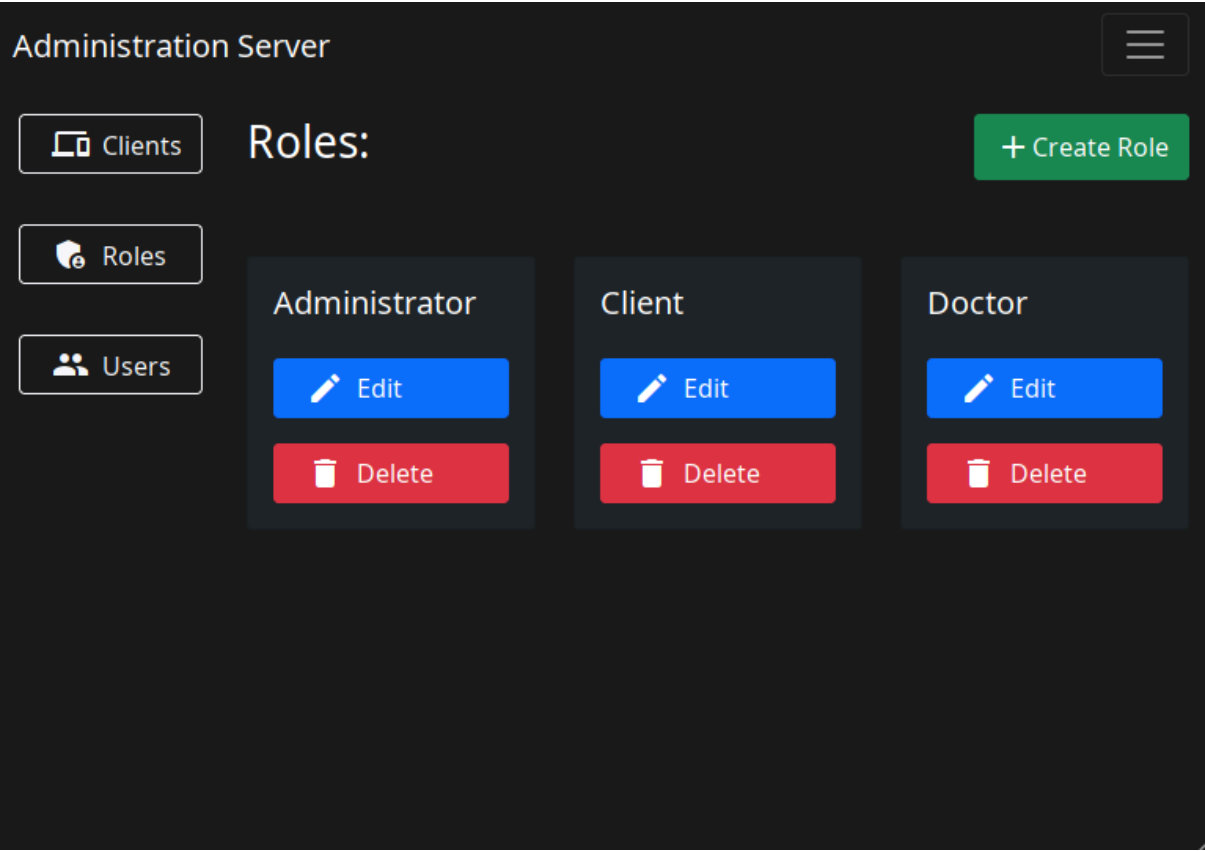 Administration Server
Clients
Roles
Users
Roles:
+ Create Role
Administrator
Edit
Delete
Client
Edit
Delete
Doctor
Edit
Delete